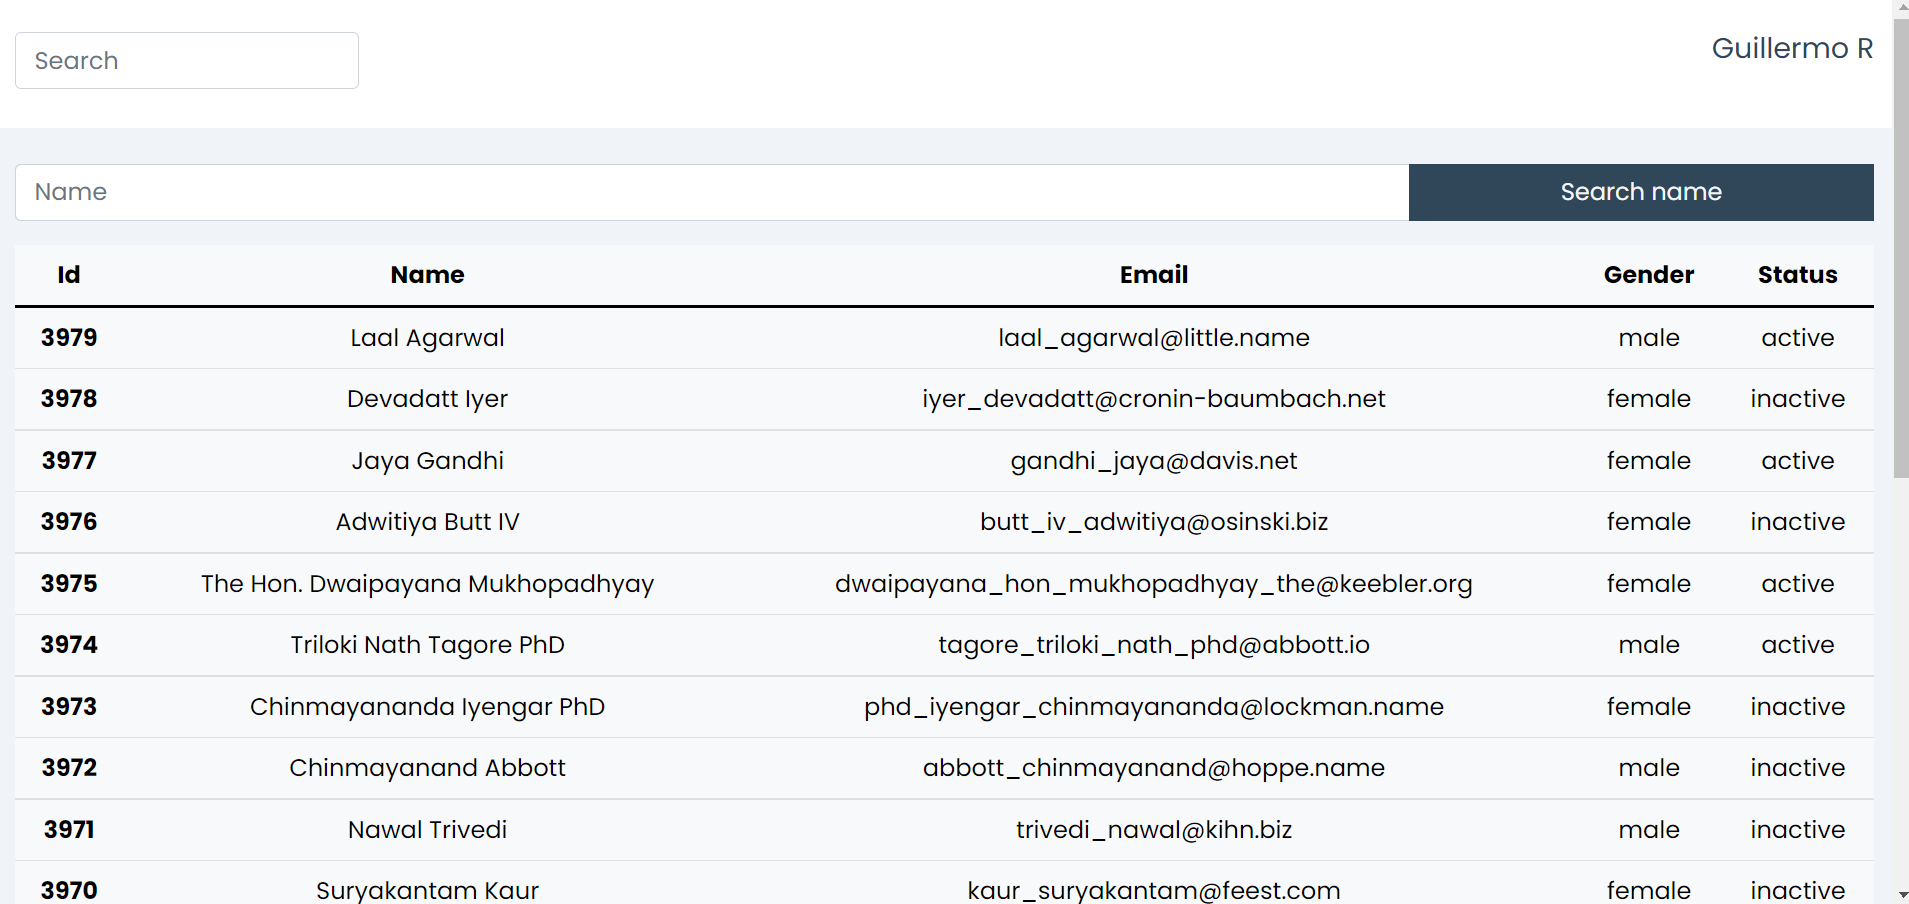 Search
Guillermo R
Name
Search name
Id Name Email Gender Status
3979 Laal Agarwal laal_agarwal@little.name male active
3978 Devadatt Iyer iyer_devadatt@cronin-baumbach.net female inactive
3977 Jaya Gandhi gandhi_jaya@davis.net female active
3976 Adwitiya Butt IV butt_iv_adwitiya@osinski.biz female inactive
3975 The Hon. Dwaipayana Mukhopadhyay dwaipayana_hon_mukhopadhyay_the@keebler.org female active
3974 Triloki Nath Tagore PhD tagore_triloki_nath_phd@abbott.io male active
3973 Chinmayananda Iyengar PhD phd_iyengar_chinmayananda@lockman.name female inactive
3972 Chinmayanand Abbott abbott_chinmayanand@hoppe.name male inactive
3971 Nawal Trivedi trivedi_nawal@kihn.biz male inactive
3970 Suryakantam Kaur kaur_suryakantam@feest.com female inactive